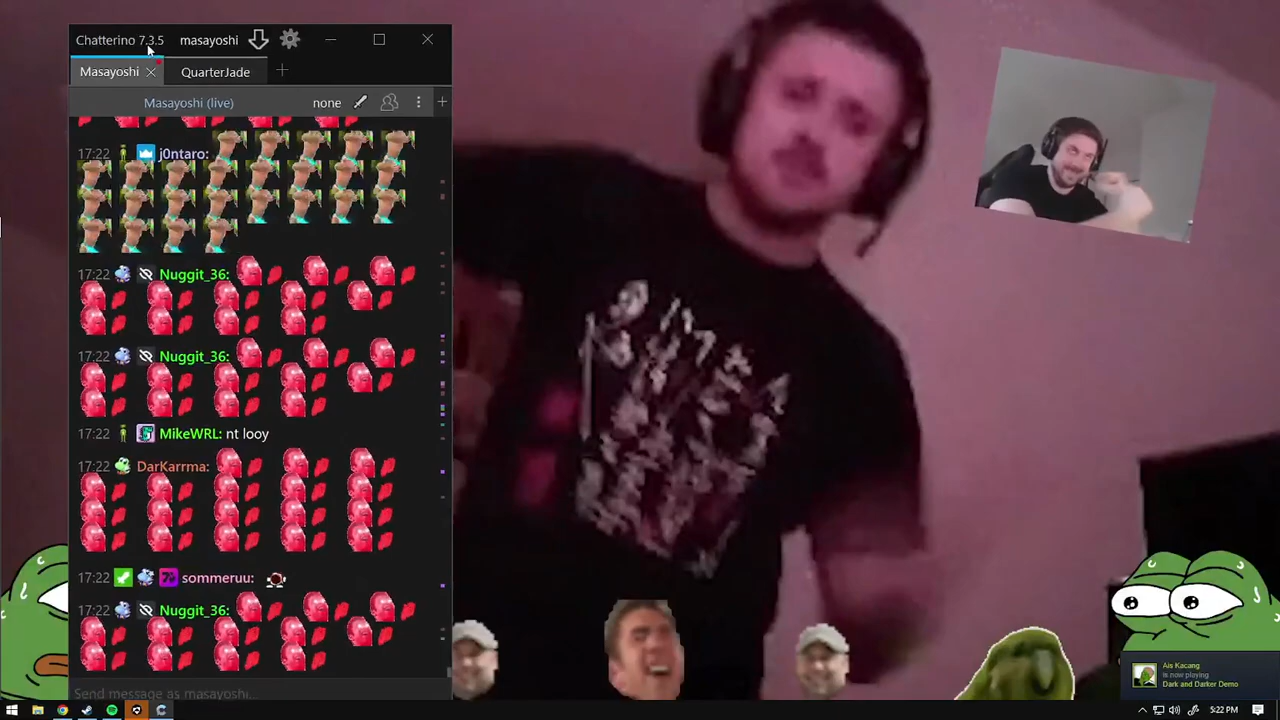 Chatterino 7.3.5 masayoshi
Masayoshi QuarterJade
Masayoshi (live) none
17:22 j0ntaro:
17:22 Nuggit_36:
17:22 Nuggit_36:
17:22 MikeWRL: nt looy
17:22 DarKarrma:
17:22 sommeruu:
17:22 Nuggit_36:
Send message as masayoshi...
Ais Kacang
is now playing
Dark and Darker Demo
5:22 PM